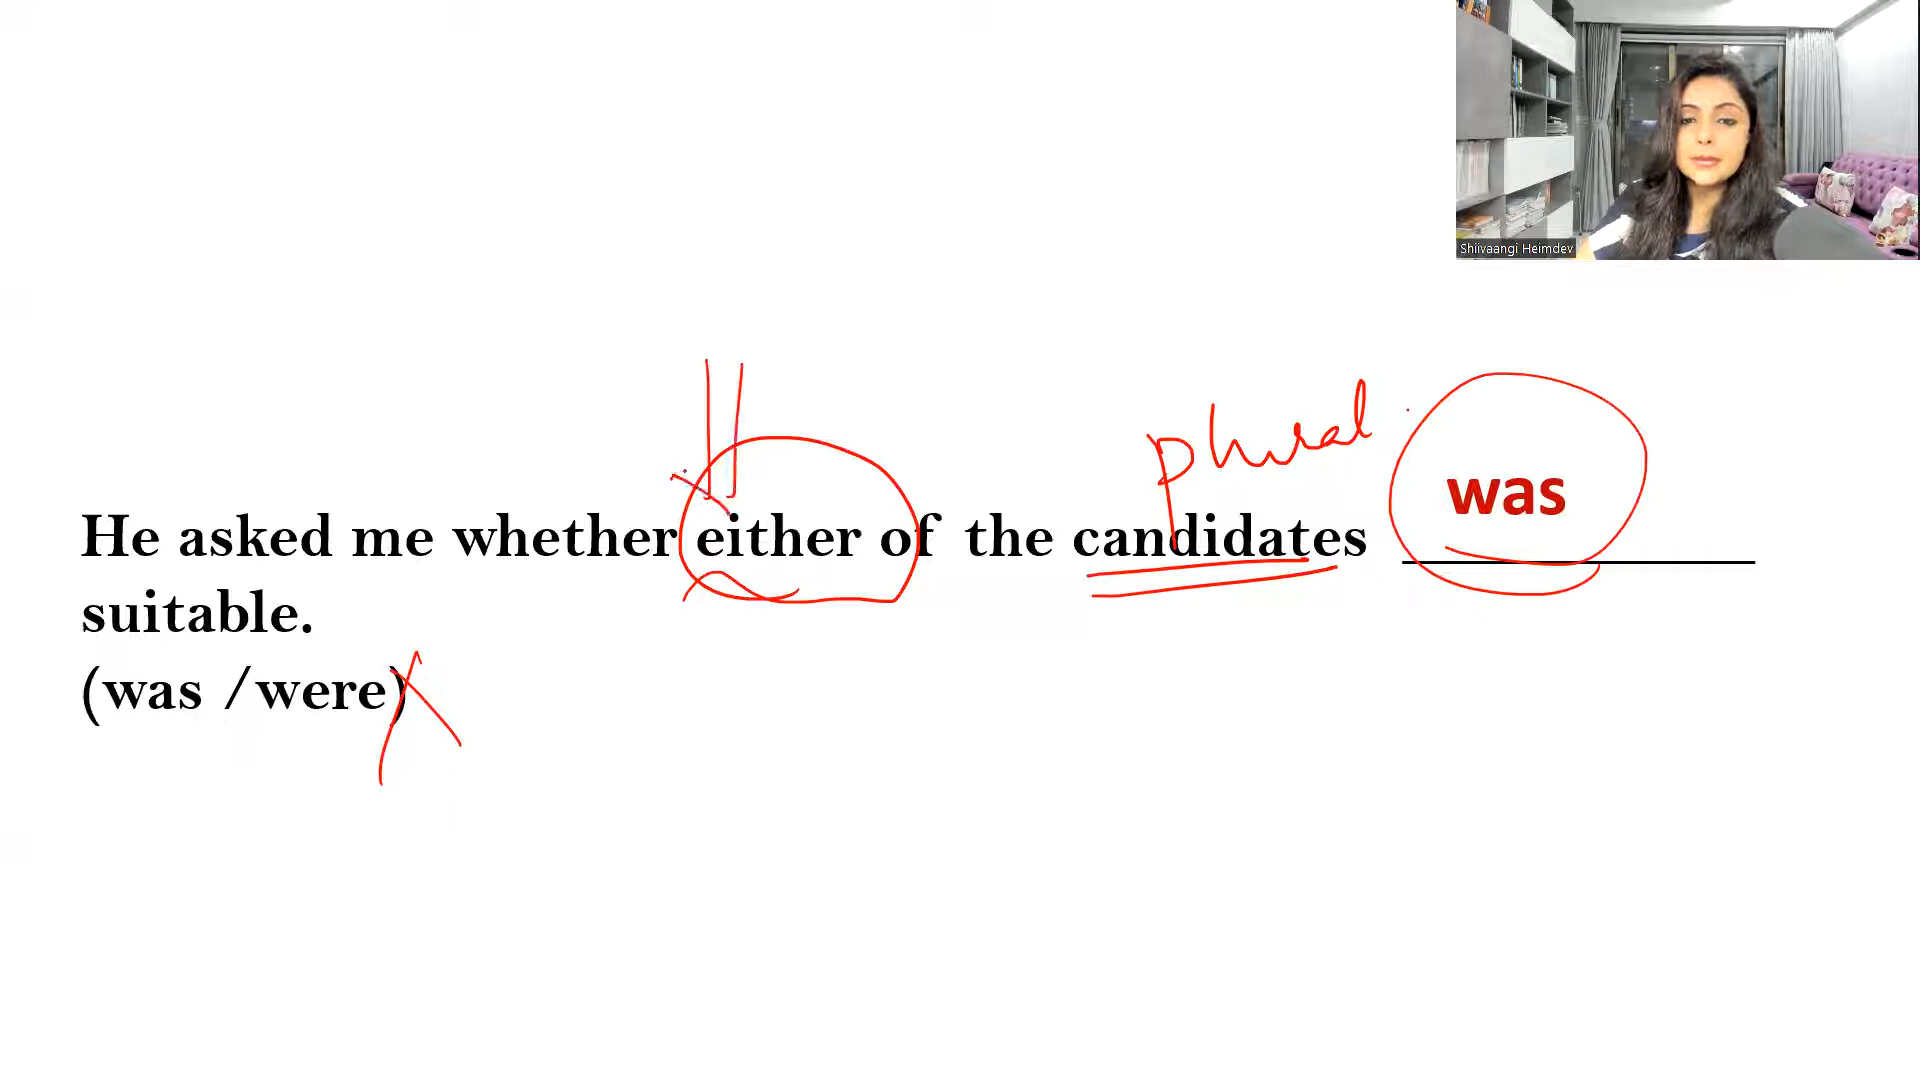 Shiivaangi Heimdev
plural
was
He asked me whether either of the candidates
suitable.
(was /were)